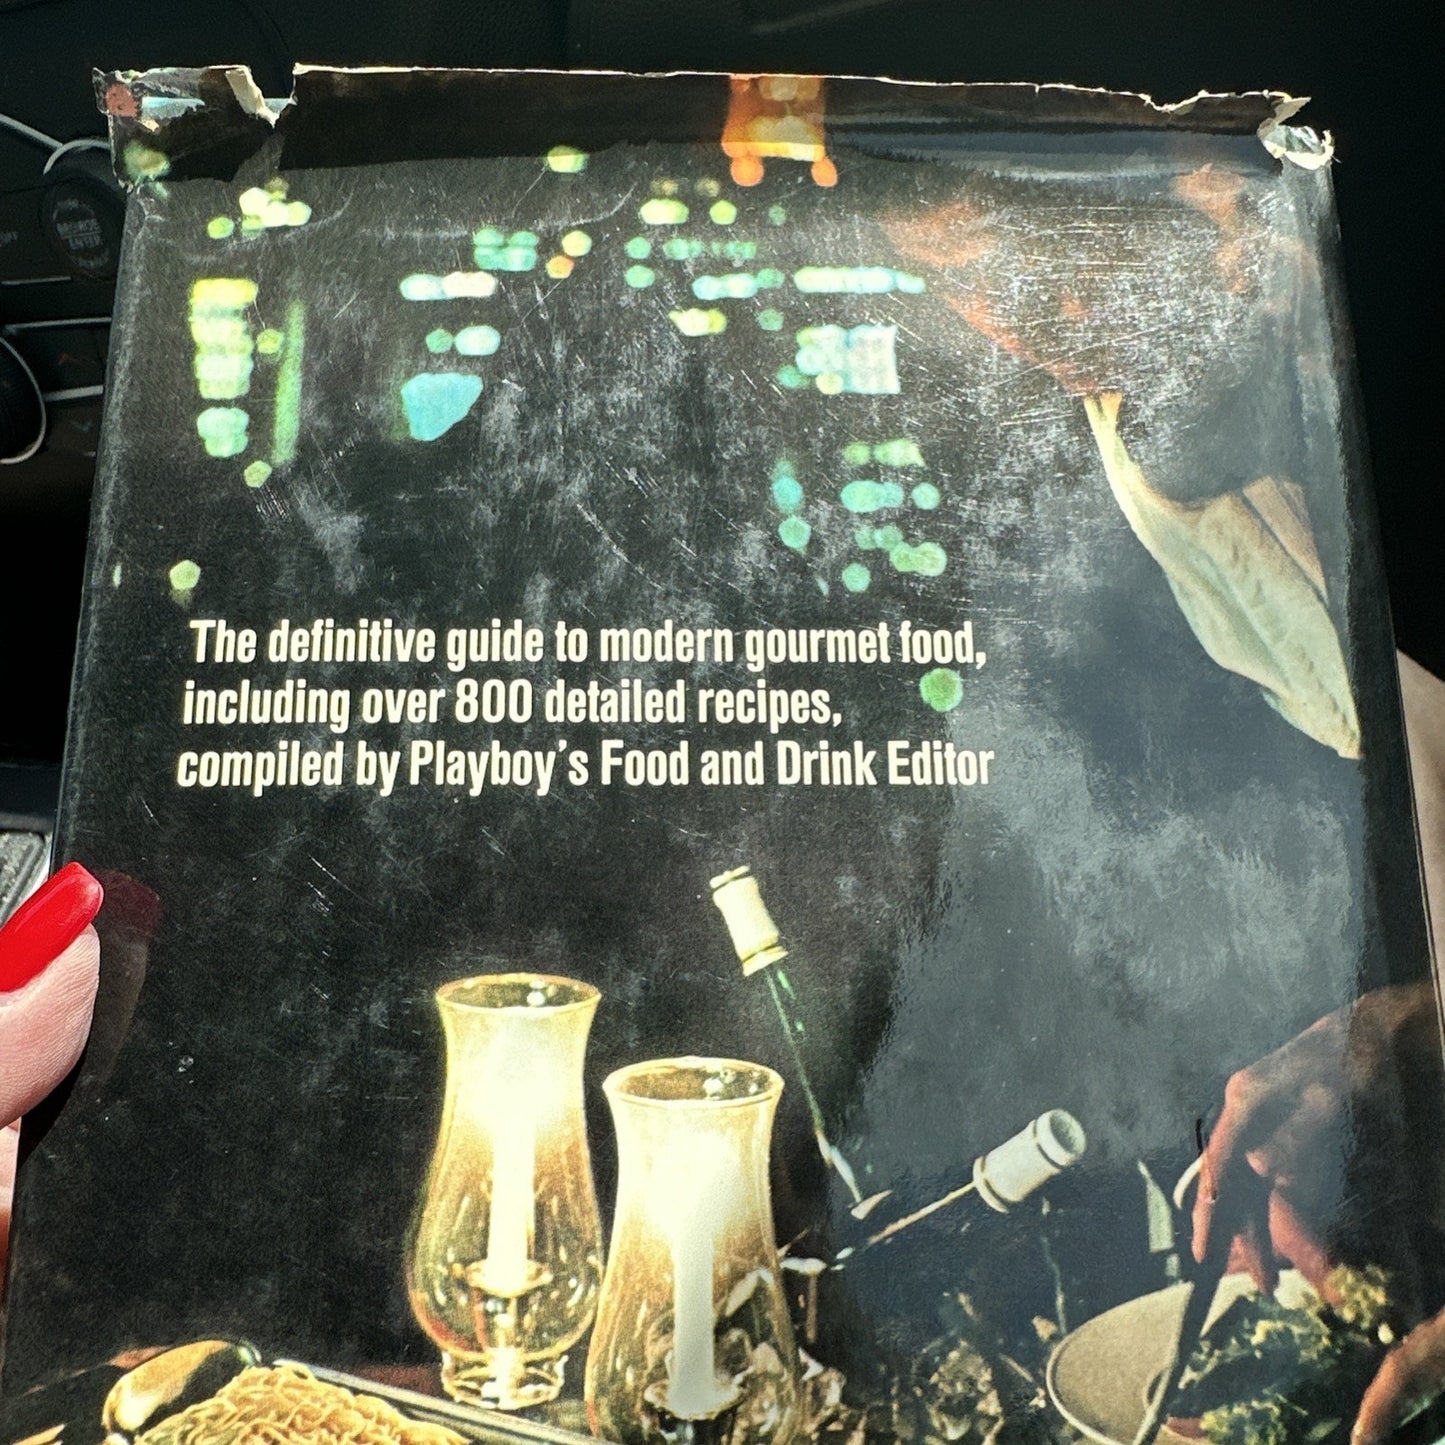 The definitive guide to modern gourmet food,
including over 800 detailed recipes,
compiled by Playboy's Food and Drink Editor